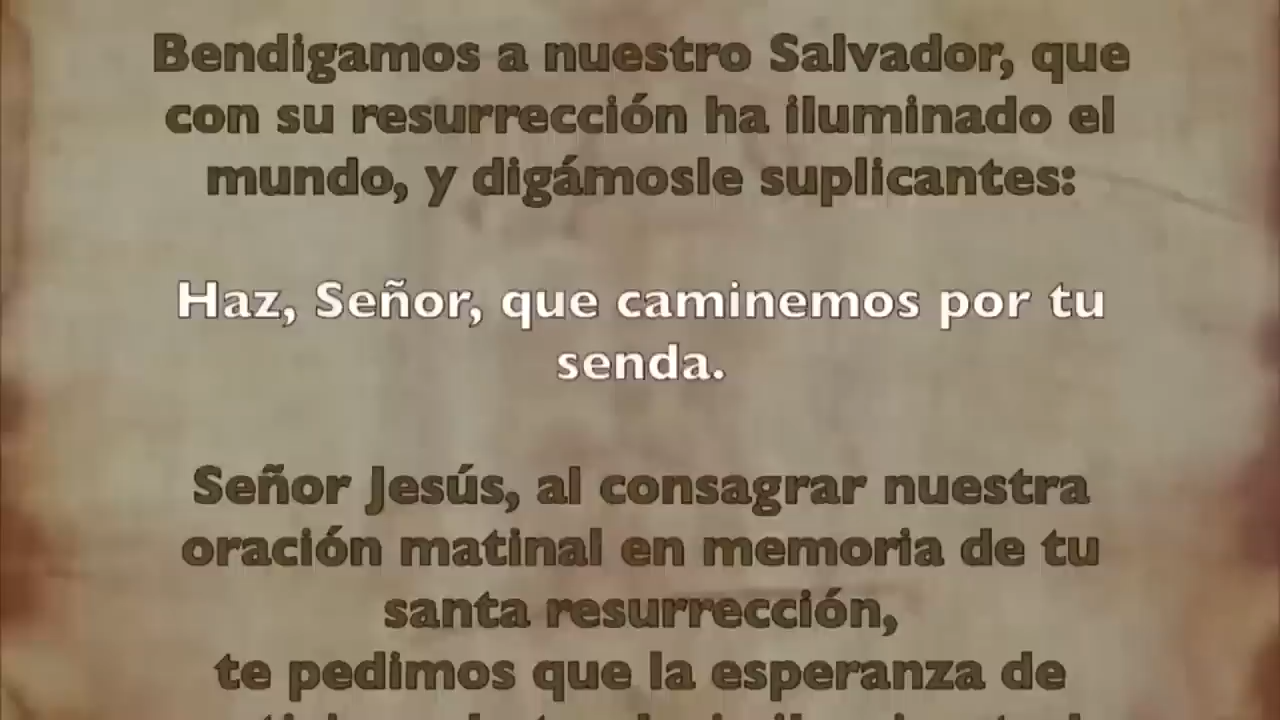 Bendigamos a nuestro Salvador, que
con su resurrección ha iluminado el
mundo, y digámosle suplicantes:
Haz, Señor, que caminemos por tu
senda.
Señor Jesús, al consagrar nuestra
oración matinal en memoria de tu
santa resurrección,
te pedimos que la esperanza de